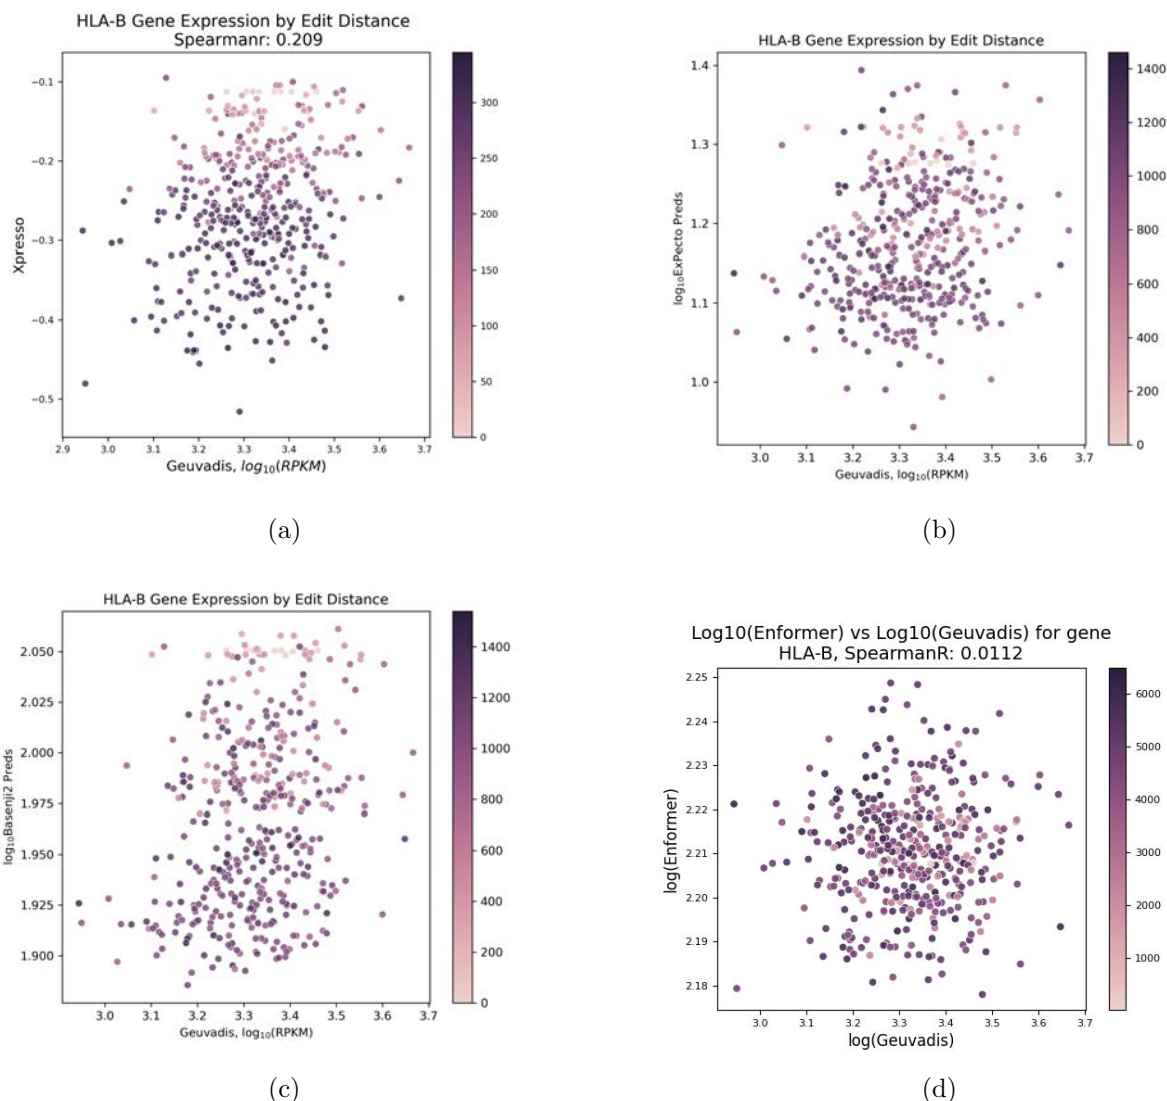 HLA-B Gene Expression by Edit Distance
Spearmanr: 0.209
−0.1
−0.2
−0.3
−0.4
−0.5
Xpresso
2.9 3.0 3.1 3.2 3.3 3.4 3.5 3.6 3.7
Geuvadis, log10(RPKM)
300
250
200
150
100
50
0
(a)
HLA-B Gene Expression by Edit Distance
1.4
1.3
1.2
1.1
1.0
log10ExPecto Preds
3.0 3.1 3.2 3.3 3.4 3.5 3.6 3.7
Geuvadis, log10(RPKM)
1400
1200
1000
800
600
400
200
0
(b)
HLA-B Gene Expression by Edit Distance
2.050
2.025
2.000
1.975
1.950
1.925
1.900
log10Basenji2 Preds
3.0 3.1 3.2 3.3 3.4 3.5 3.6 3.7
Geuvadis, log10(RPKM)
1400
1200
1000
800
600
400
200
0
(c)
Log10(Enformer) vs Log10(Geuvadis) for gene
HLA-B, SpearmanR: 0.0112
2.25
2.24
2.23
2.22
2.21
2.20
2.19
2.18
log(Enformer)
3.0 3.1 3.2 3.3 3.4 3.5 3.6 3.7
log(Geuvadis)
6000
5000
4000
3000
2000
1000
(d)